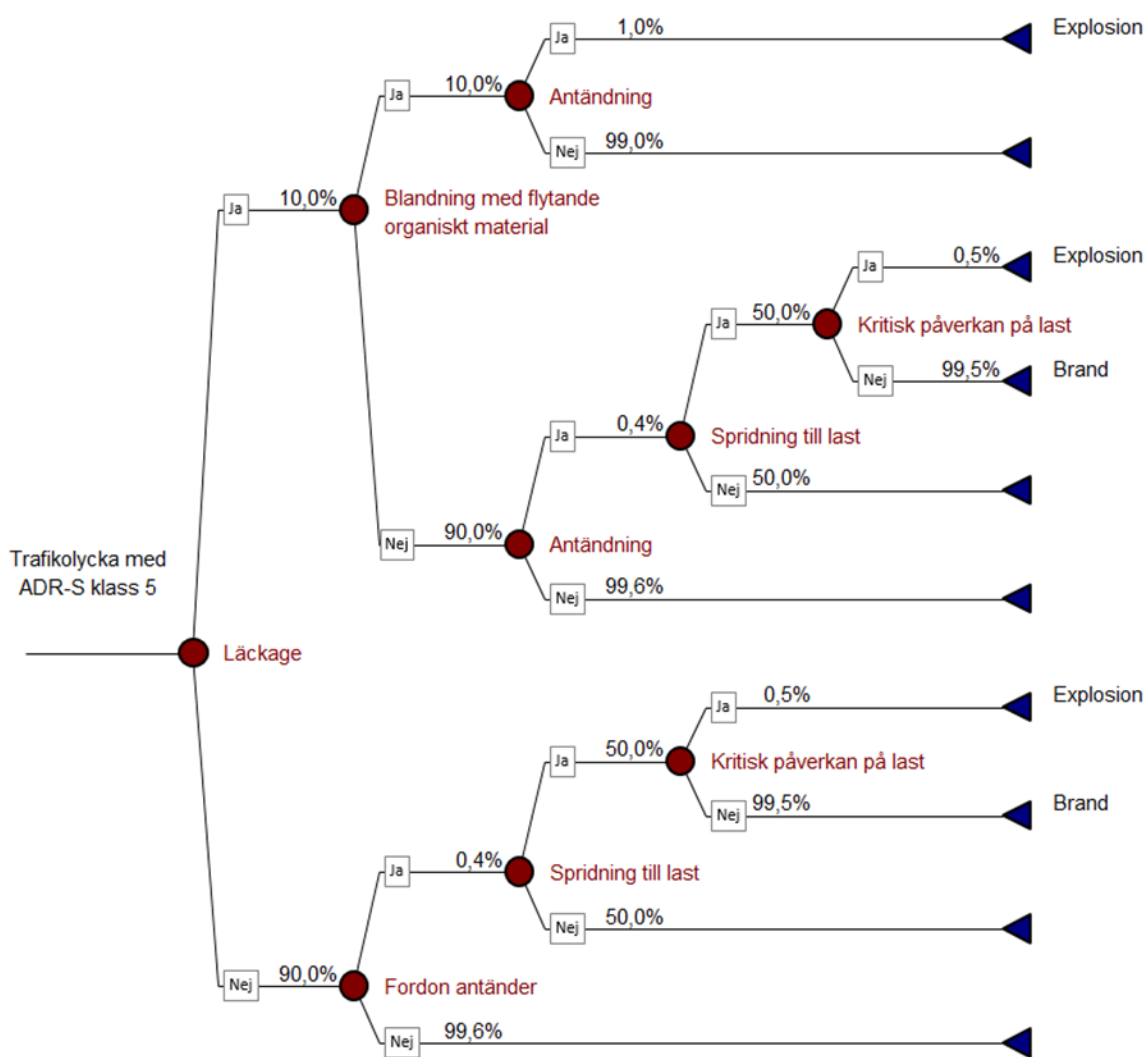 Ja
1,0%
Explosion
Ja
10,0%
Antändning
Nej
99,0%
Ja
10,0%
Blandning med flytande
organiskt material
Ja
0,5%
Explosion
Ja
50,0%
Kritisk påverkan på last
Nej
99,5%
Brand
Ja
0,4%
Spridning till last
Nej
50,0%
Nej
90,0%
Antändning
Nej
99,6%
Trafikolycka med
ADR-S klass 5
Läckage
Ja
0,5%
Explosion
Ja
50,0%
Kritisk påverkan på last
Nej
99,5%
Brand
Ja
0,4%
Spridning till last
Nej
50,0%
Nej
90,0%
Fordon antänder
Nej
99,6%